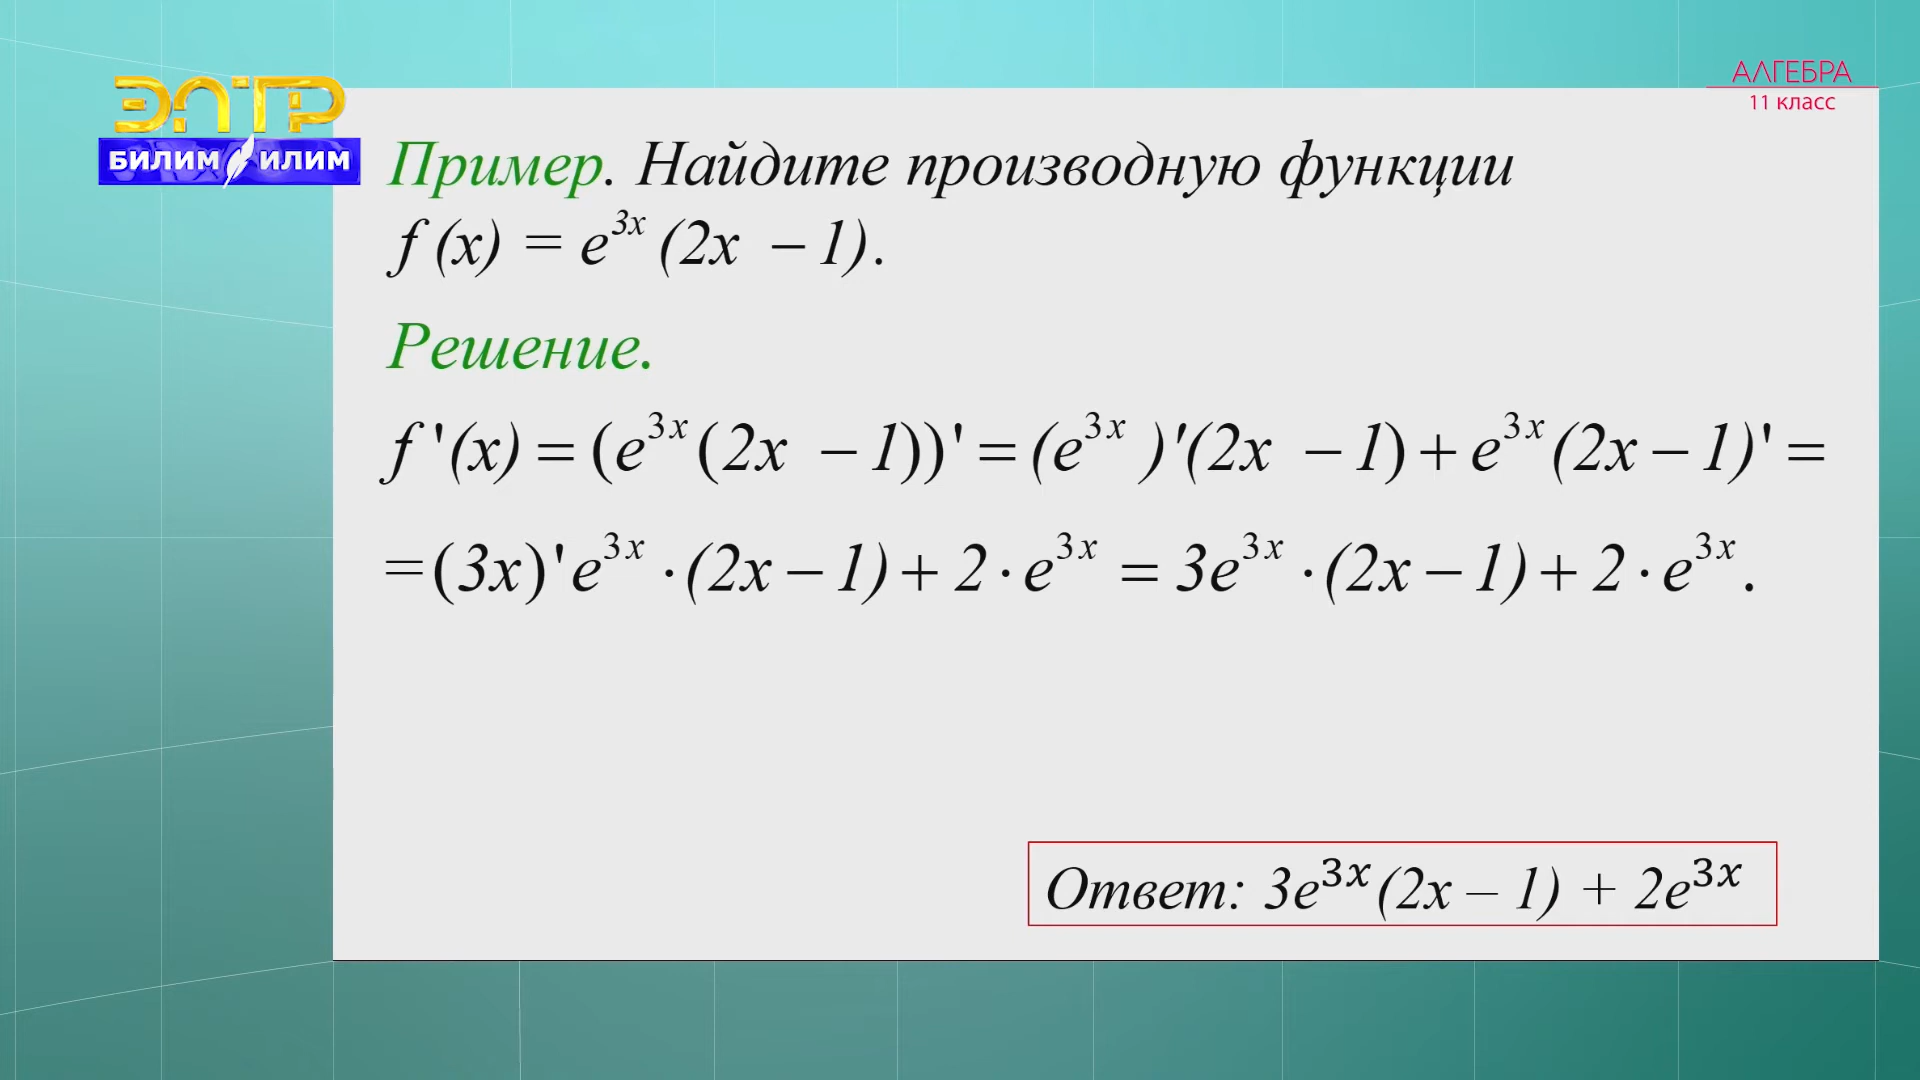 ЭЛТР
БИЛИМ ИЛИМ
АЛГЕБРА
11 класс
Пример. Найдите производную функции
f (x) = e^{3x} (2x – 1).
Решение.
f '(x) = (e^{3x}(2x – 1))' = (e^{3x} )'(2x – 1) + e^{3x}(2x – 1)' =
=(3x)'e^{3x} ·(2x – 1) + 2 · e^{3x} = 3e^{3x} ·(2x – 1) + 2 · e^{3x}.
Ответ: 3e^{3x}(2x – 1) + 2e^{3x}